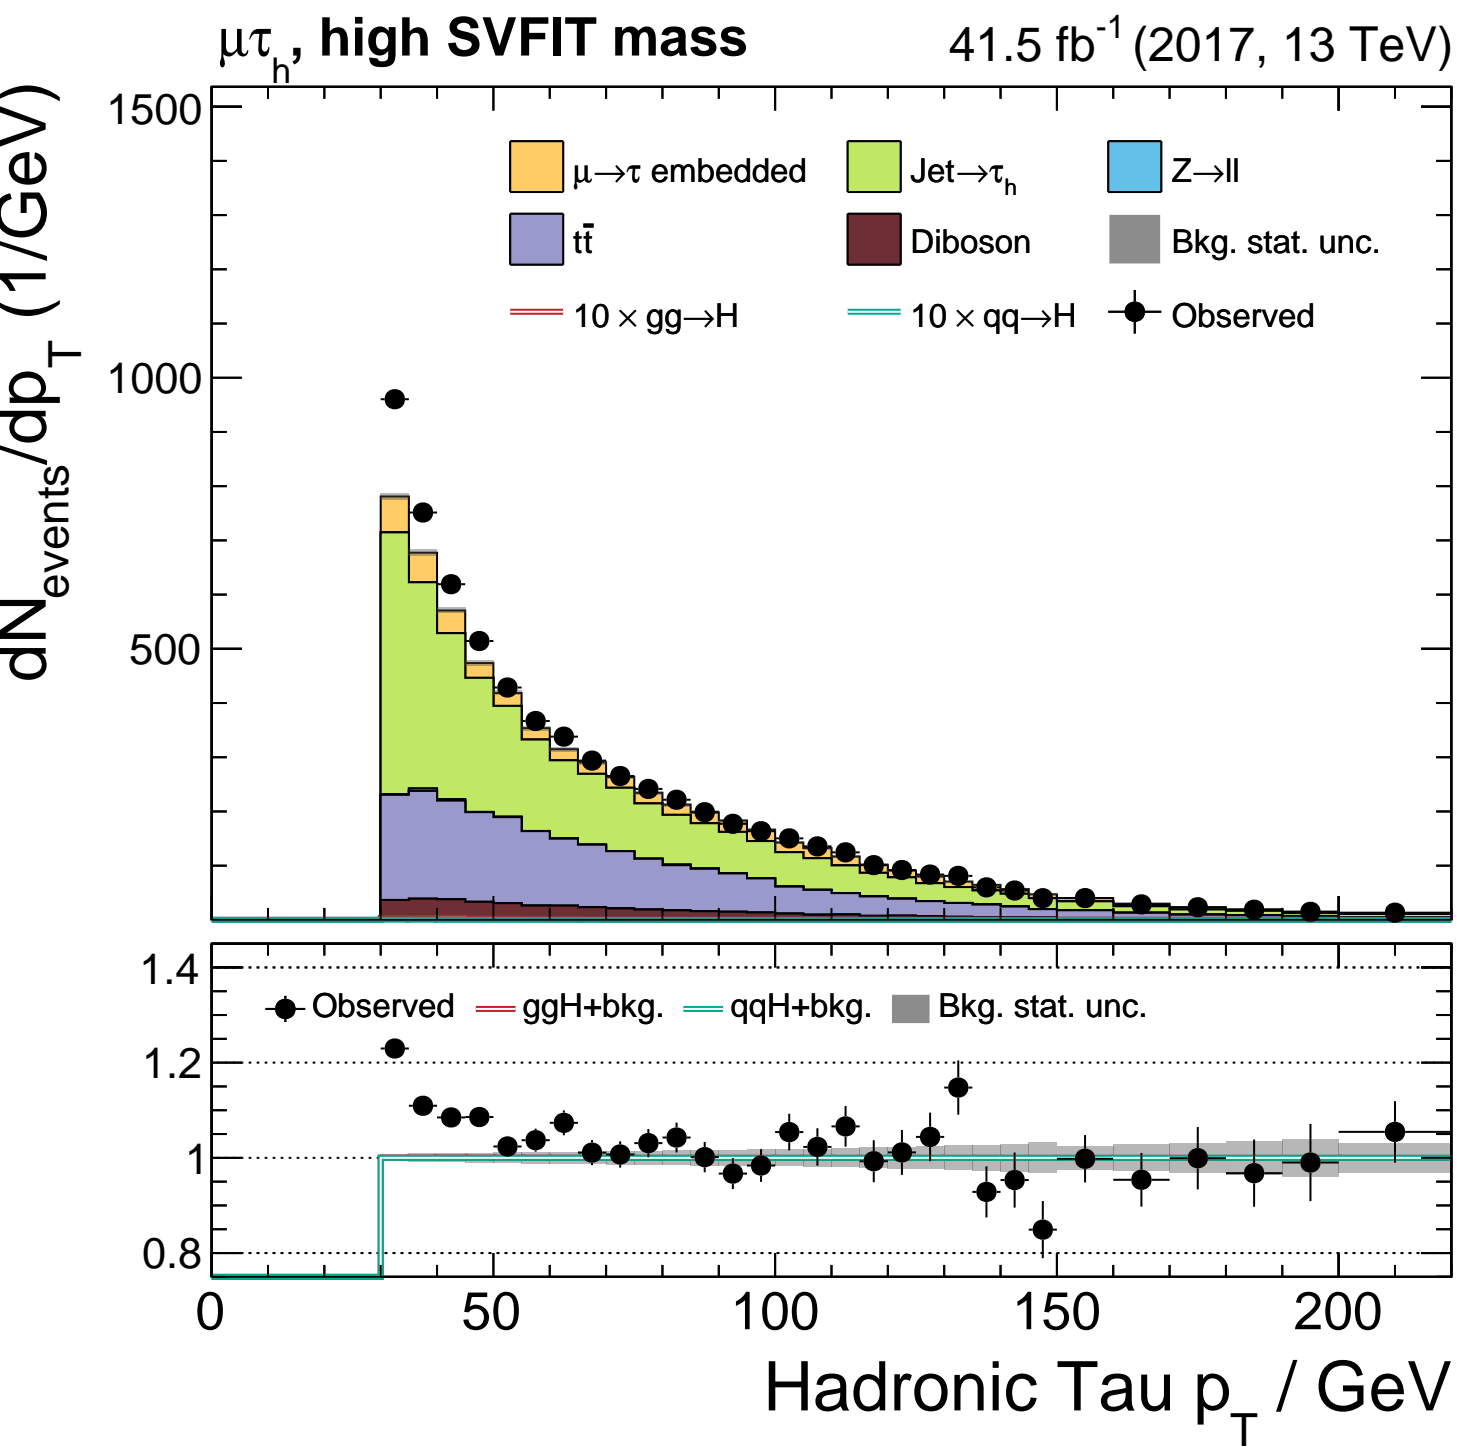 μτh, high SVFIT mass 41.5 fb-1 (2017, 13 TeV)
dNevents/dpT (1/GeV)
1500
1000
500
μ→τ embedded Jet→τh Z→ll
tt̄ Diboson Bkg. stat. unc.
10 × gg→H 10 × qq→H Observed
1.4
1.2
1
0.8
Observed ggH+bkg. qqH+bkg. Bkg. stat. unc.
0 50 100 150 200
Hadronic Tau pT / GeV